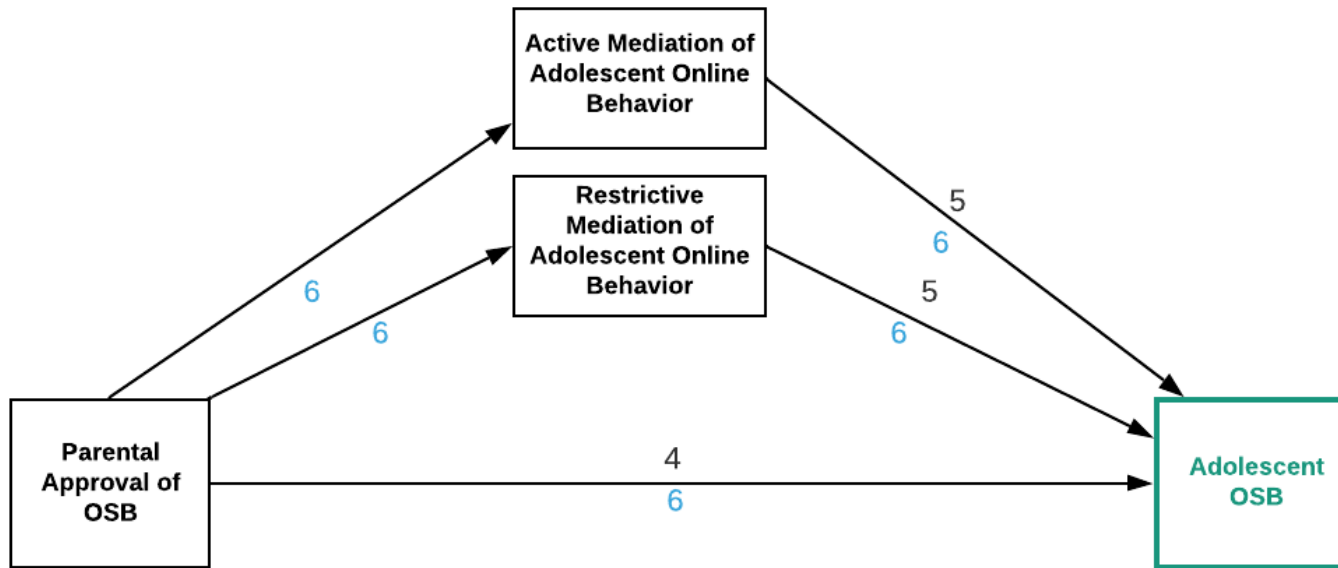 Active Mediation of
Adolescent Online
Behavior
Restrictive
Mediation of
Adolescent Online
Behavior
5
6
5
6
6
6
Parental
Approval of
OSB
4
6
Adolescent
OSB